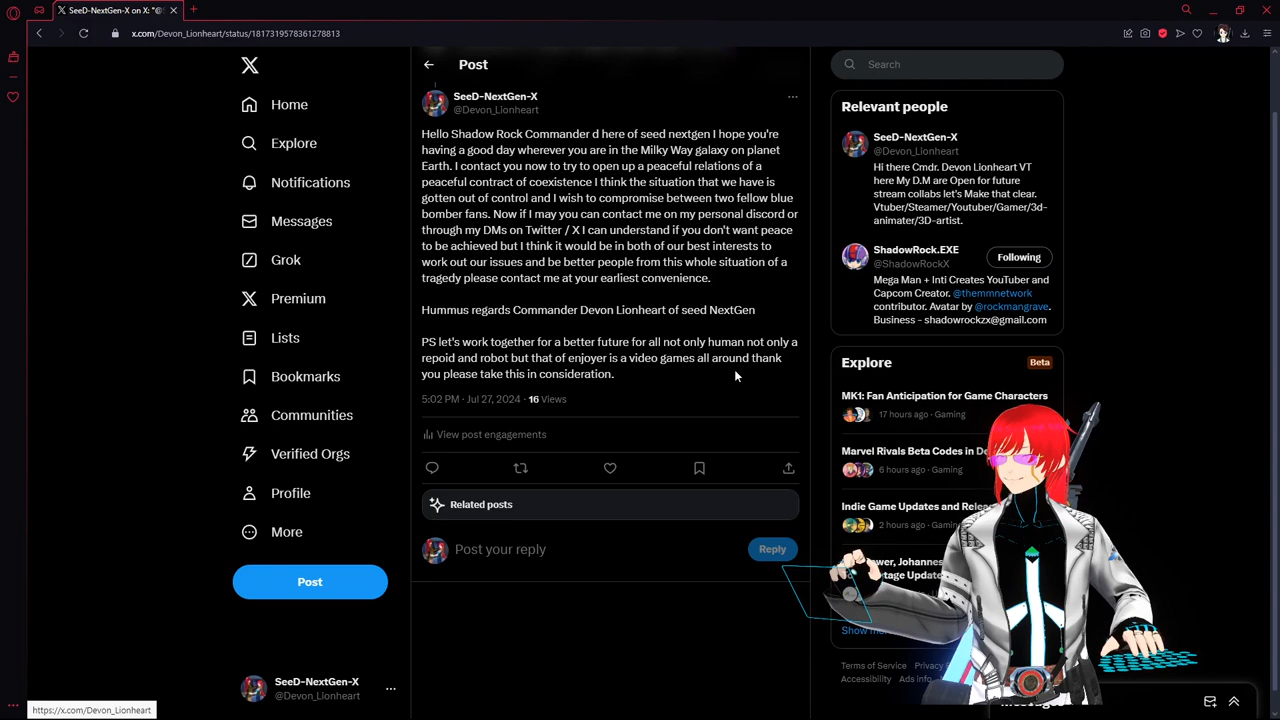 SeeD-NextGen-X on X: "@
x.com/Devon_Lionheart/status/1817319578361278813
Home
Explore
Notifications
Messages
Grok
Premium
Lists
Bookmarks
Communities
Verified Orgs
Profile
More
Post
SeeD-NextGen-X
@Devon_Lionheart
https://x.com/Devon_Lionheart
Post
SeeD-NextGen-X
@Devon_Lionheart
Hello Shadow Rock Commander d here of seed nextgen I hope you're
having a good day wherever you are in the Milky Way galaxy on planet
Earth. I contact you now to try to open up a peaceful relations of a
peaceful contract of coexistence I think the situation that we have is
gotten out of control and I wish to compromise between two fellow blue
bomber fans. Now if I may you can contact me on my personal discord or
through my DMs on Twitter / X I can understand if you don't want peace
to be achieved but I think it would be in both of our best interests to
work out our issues and be better people from this whole situation of a
tragedy please contact me at your earliest convenience.
Hummus regards Commander Devon Lionheart of seed NextGen
PS let's work together for a better future for all not only human not only a
repoid and robot but that of enjoyer is a video games all around thank
you please take this in consideration.
5:02 PM · Jul 27, 2024 · 16 Views
View post engagements
Related posts
Post your reply
Reply
Search
Relevant people
SeeD-NextGen-X
@Devon_Lionheart
Hi there Cmdr. Devon Lionheart VT
here My D.M are Open for future
stream collabs let's Make that clear.
Vtuber/Steamer/Youtuber/Gamer/3d-
animater/3D-artist.
ShadowRock.EXE
@ShadowRockX
Following
Mega Man + Inti Creates YouTuber and
Capcom Creator. @themmnetwork
contributor. Avatar by @rockmangrave.
Business - shadowrockzx@gmail.com
Explore
Beta
MK1: Fan Anticipation for Game Characters
17 hours ago · Gaming
Marvel Rivals Beta Codes in De
6 hours ago · Gaming
Indie Game Updates and Relea
2 hours ago · Gaming
Johannes
Update
Show more
Terms of Service Privacy
Accessibility Ads info